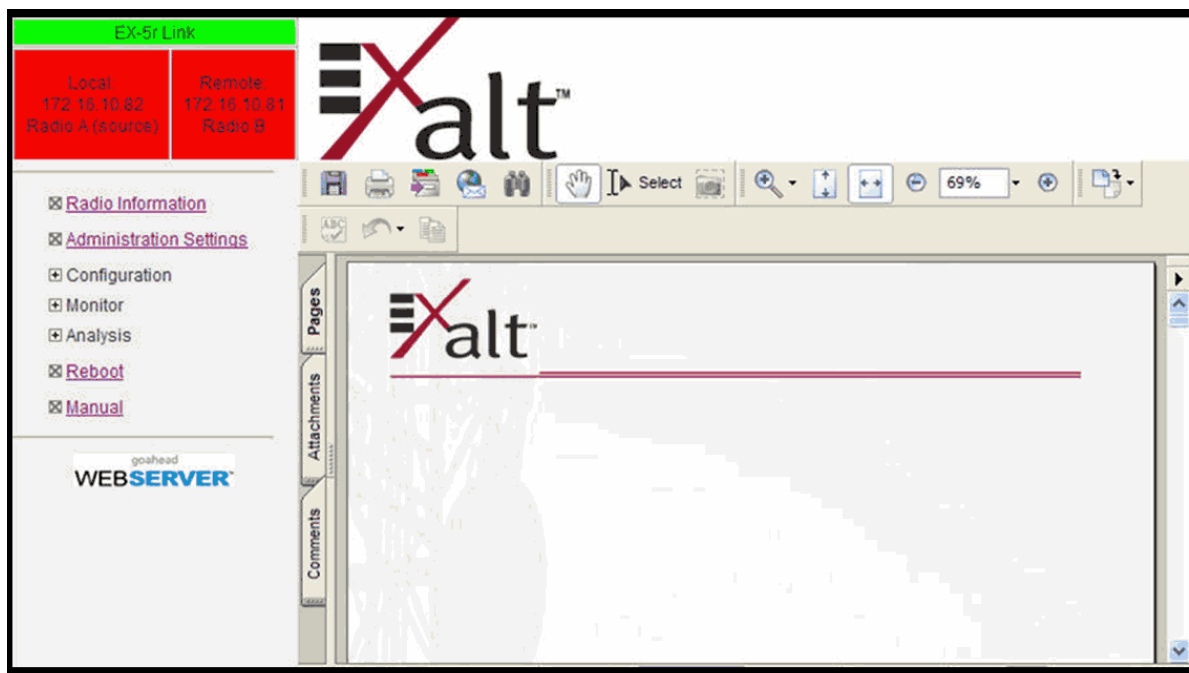 EX-5r Link
Local
172.16.10.82
Radio A (source)
Remote:
172.16.10.81
Radio B
EXalt™
Radio Information
Administration Settings
Configuration
Monitor
Analysis
Reboot
Manual
goahead
WEBSERVER™
Select
69%
ABC
Pages
Attachments
Comments
EXalt™